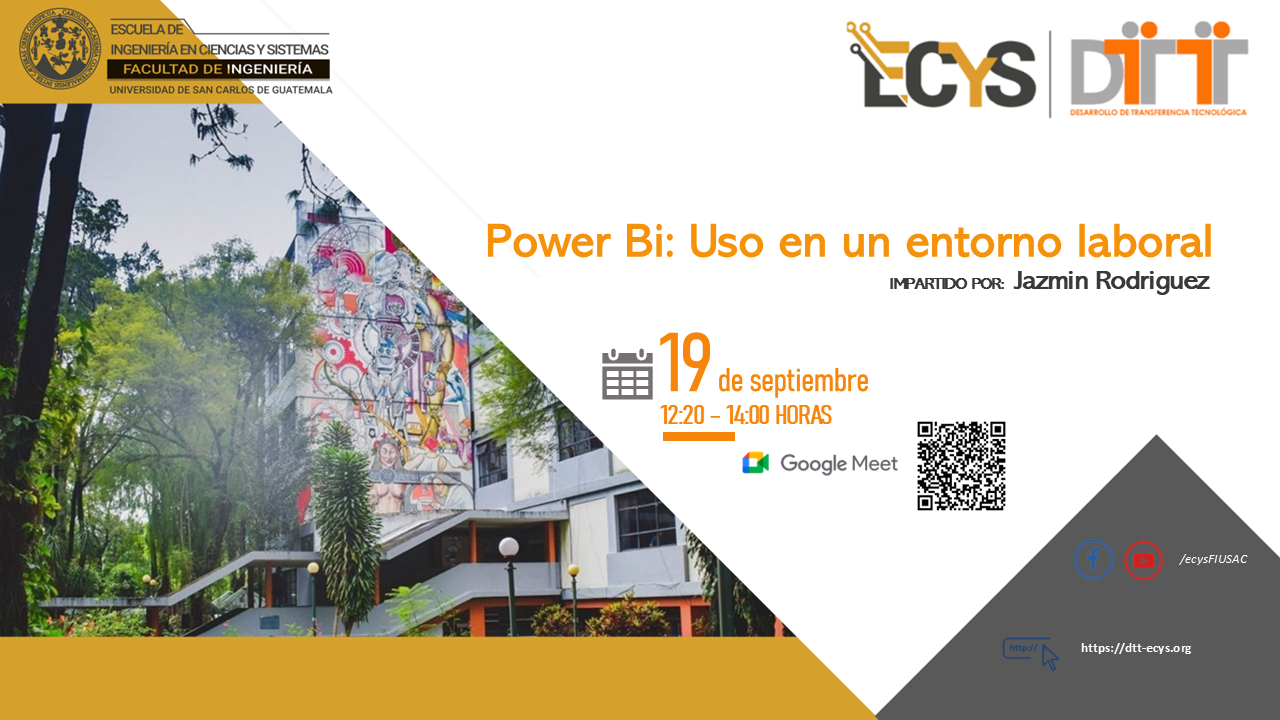 ESCUELA DE
INGENIERÍA EN CIENCIAS Y SISTEMAS
FACULTAD DE INGENIERÍA
UNIVERSIDAD DE SAN CARLOS DE GUATEMALA
ECYS
DTT
DESARROLLO DE TRANSFERENCIA TECNOLÓGICA
Power Bi: Uso en un entorno laboral
IMPARTIDO POR: Jazmin Rodriguez
19 de septiembre
12:20 – 14:00 HORAS
Google Meet
/ecysFIUSAC
http://
https://dtt-ecys.org